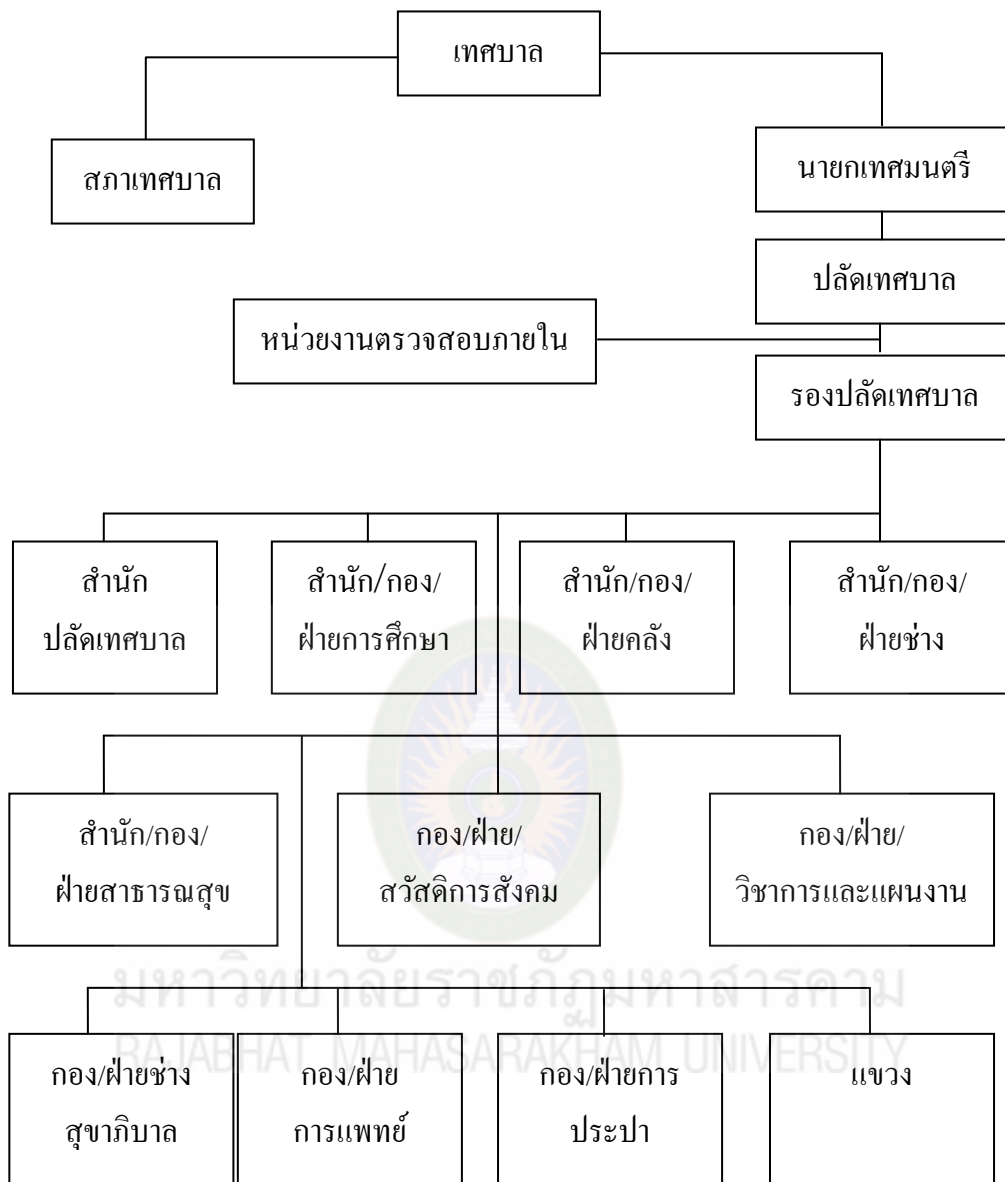 เทศบาล
สภาเทศบาล
นายกเทศมนตรี
ปลัดเทศบาล
หน่วยงานตรวจสอบภายใน
รองปลัดเทศบาล
สำนัก
ปลัดเทศบาล
สำนัก/กอง/
ฝ่ายการศึกษา
สำนัก/กอง/
ฝ่ายคลัง
สำนัก/กอง/
ฝ่ายช่าง
สำนัก/กอง/
ฝ่ายสาธารณสุข
กอง/ฝ่าย/
สวัสดิการสังคม
กอง/ฝ่าย/
วิชาการและแผนงาน
มหาวิทยาลัยราชภัฏมหาสารคาม
RAJABHAT MAHASARAKHAM UNIVERSITY
กอง/ฝ่ายช่าง
สุขาภิบาล
กอง/ฝ่าย
การแพทย์
กอง/ฝ่ายการ
ประปา
แขวง